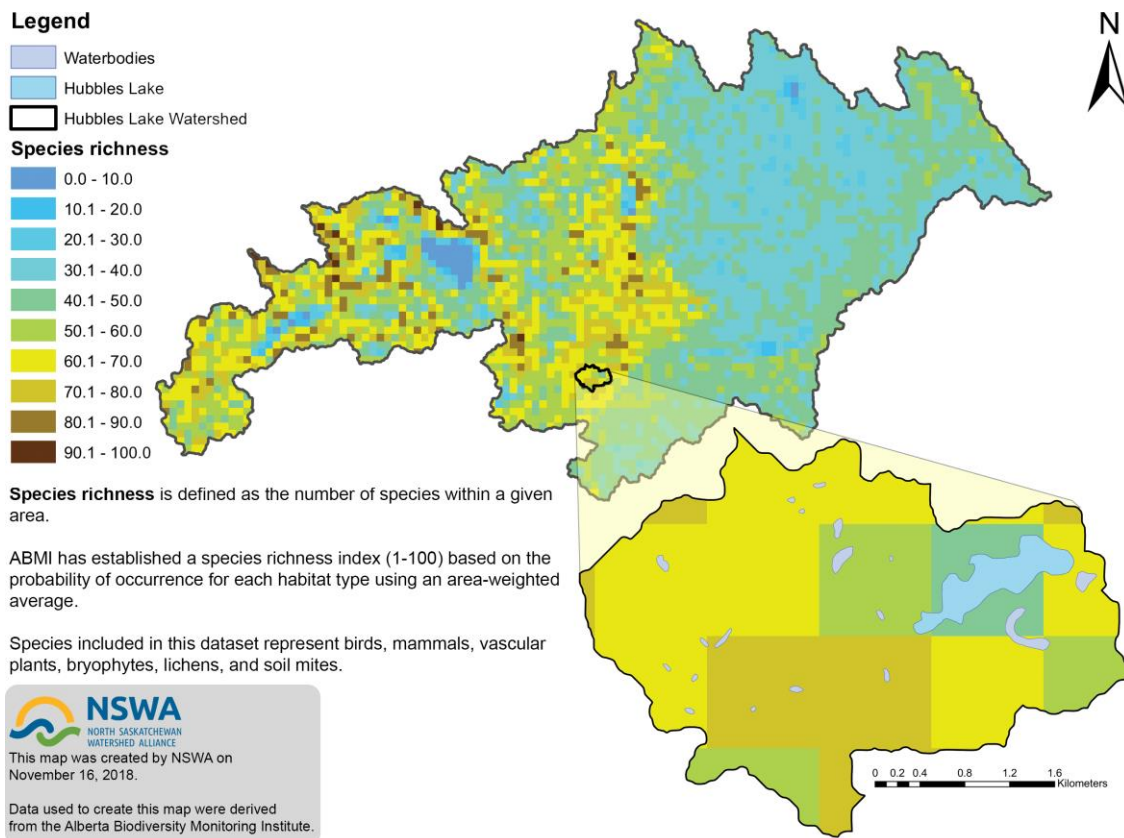 Legend
Waterbodies
Hubbles Lake
Hubbles Lake Watershed
Species richness
0.0 - 10.0
10.1 - 20.0
20.1 - 30.0
30.1 - 40.0
40.1 - 50.0
50.1 - 60.0
60.1 - 70.0
70.1 - 80.0
80.1 - 90.0
90.1 - 100.0
N
Species richness is defined as the number of species within a given
area.
ABMI has established a species richness index (1-100) based on the
probability of occurrence for each habitat type using an area-weighted
average.
Species included in this dataset represent birds, mammals, vascular
plants, bryophytes, lichens, and soil mites.
NSWA
NORTH SASKATCHEWAN
WATERSHED ALLIANCE
This map was created by NSWA on
November 16, 2018.
Data used to create this map were derived
from the Alberta Biodiversity Monitoring Institute.
0 0.2 0.4 0.8 1.2 1.6
Kilometers